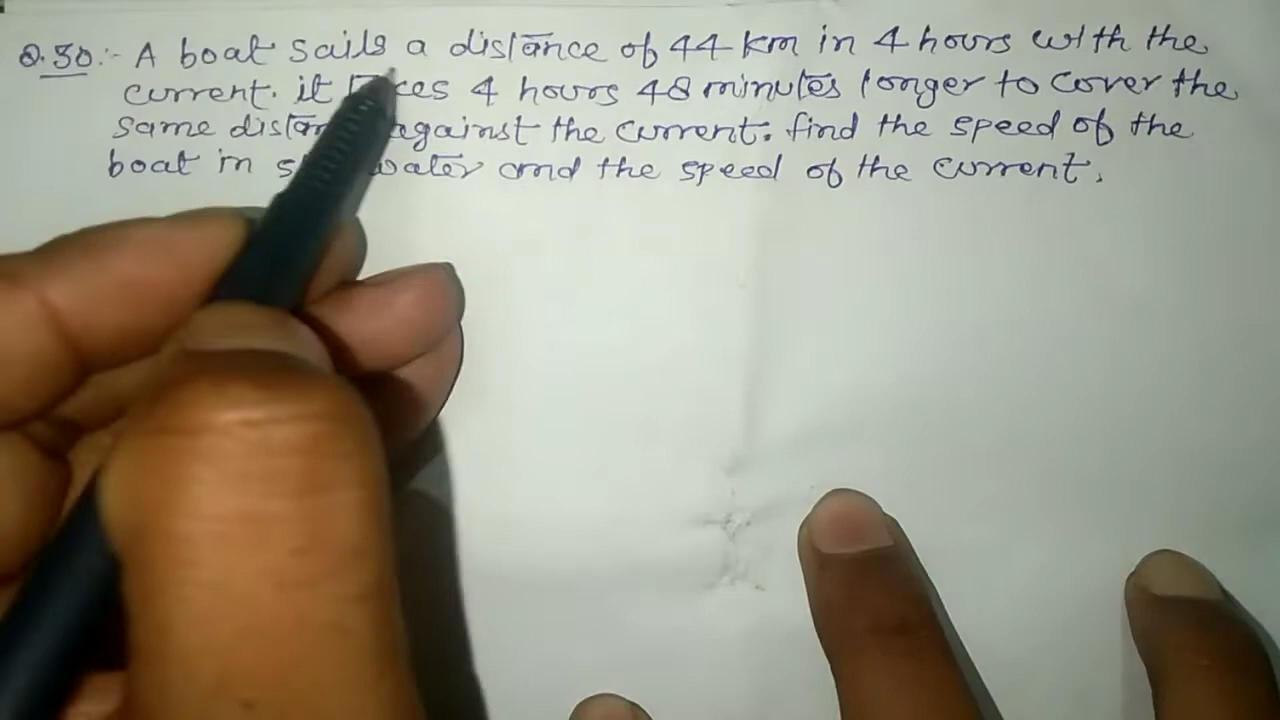 Q.30:- A boat sails a distance of 44 km in 4 hours with the
current. it takes 4 hours 48 minutes longer to cover the
same distan against the current. find the speed of the
boat in water and the speed of the current.